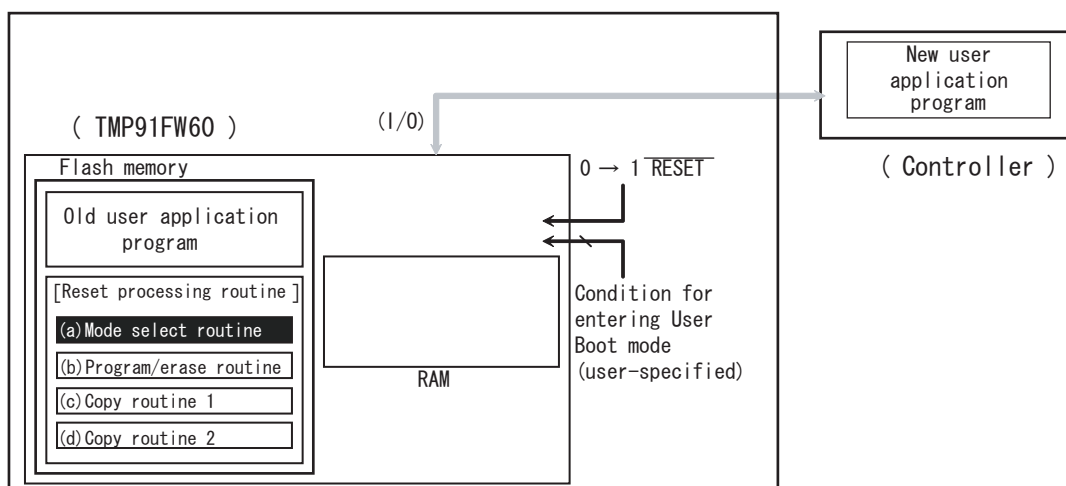 New user
application
program
( Controller )
(I/O)
( TMP91FW60 )
Flash memory
0 → 1 RESET
Old user application
program
[Reset processing routine]
(a)Mode select routine
(b)Program/erase routine
(c)Copy routine 1
(d)Copy routine 2
RAM
Condition for
entering User
Boot mode
(user-specified)